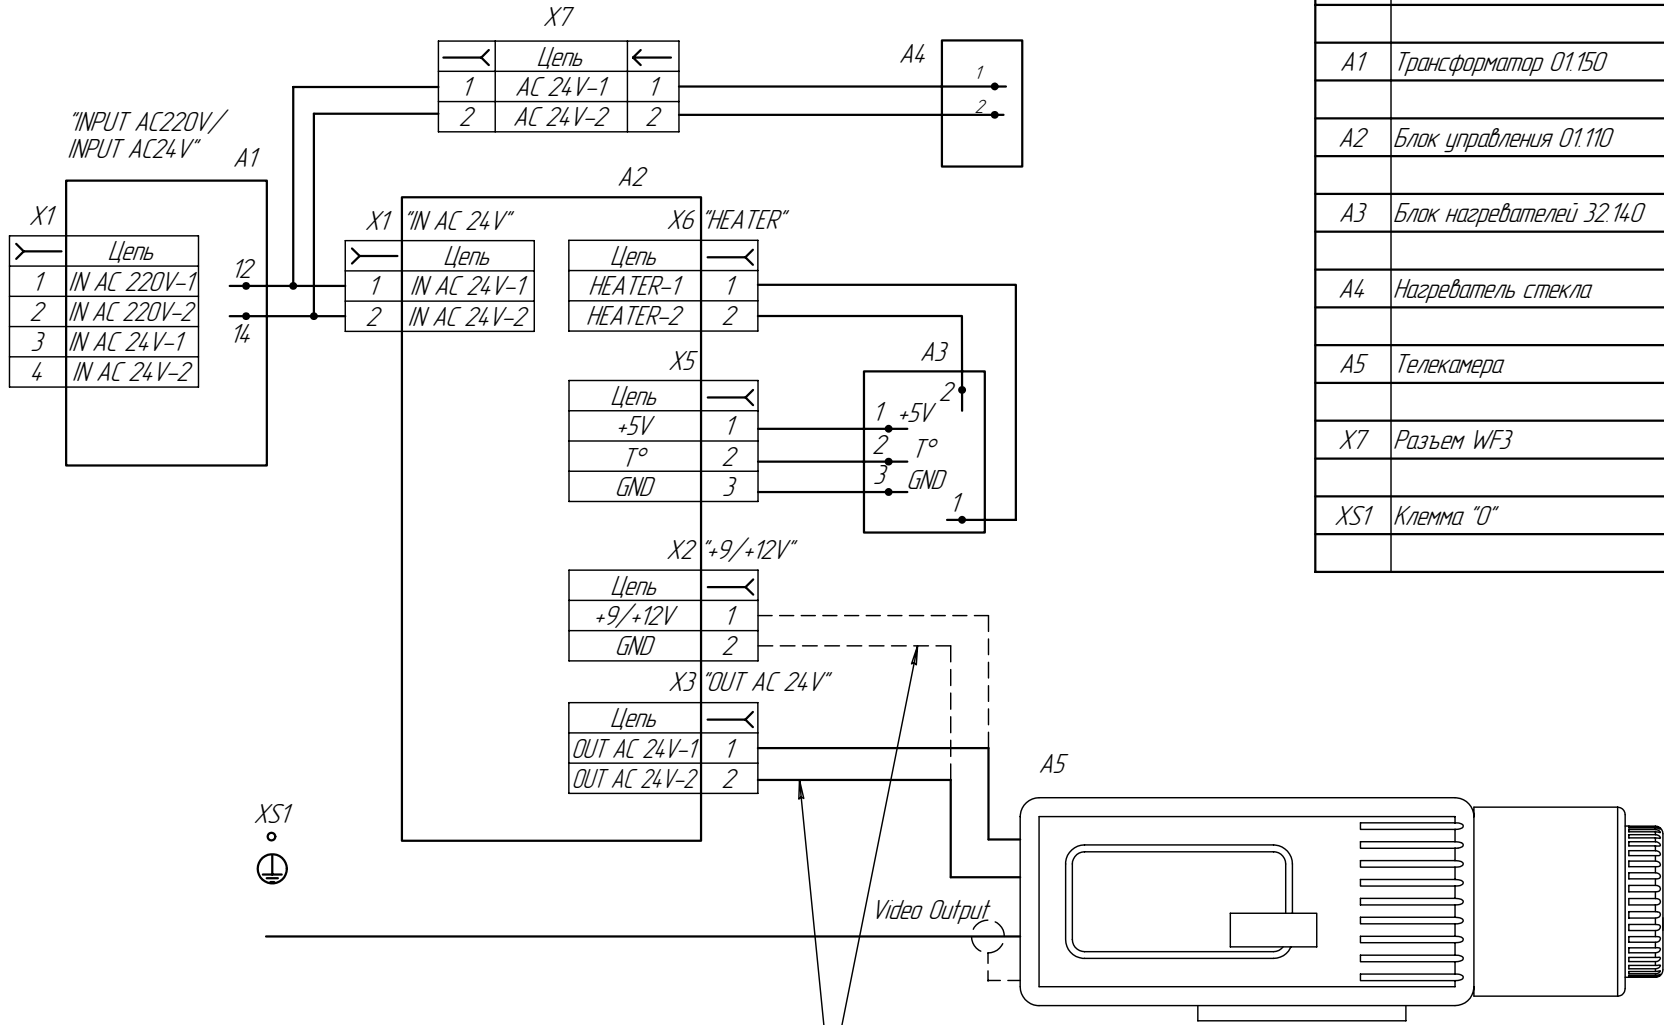 X7
Цепь
1 AC 24V-1 1
2 AC 24V-2 2
A4
1
2
"INPUT AC220V/
INPUT AC24V"
A1
X1
Цепь
1 IN AC 220V-1
2 IN AC 220V-2
3 IN AC 24V-1
4 IN AC 24V-2
12
14
A2
X1 "IN AC 24V"
Цепь
1 IN AC 24V-1
2 IN AC 24V-2
X6 "HEATER"
Цепь
HEATER-1 1
HEATER-2 2
X5
Цепь
+5V 1
T° 2
GND 3
A3
2
1 +5V
2 T°
3 GND
1
X2 "+9/+12V"
Цепь
+9/+12V 1
GND 2
X3 "OUT AC 24V"
Цепь
OUT AC 24V-1 1
OUT AC 24V-2 2
XS1
A5
Video Output
A1 Трансформатор 01.150
A2 Блок управления 01.110
A3 Блок нагревателей 32.140
A4 Нагреватель стекла
A5 Телекамера
X7 Разъем WF3
XS1 Клемма "0"